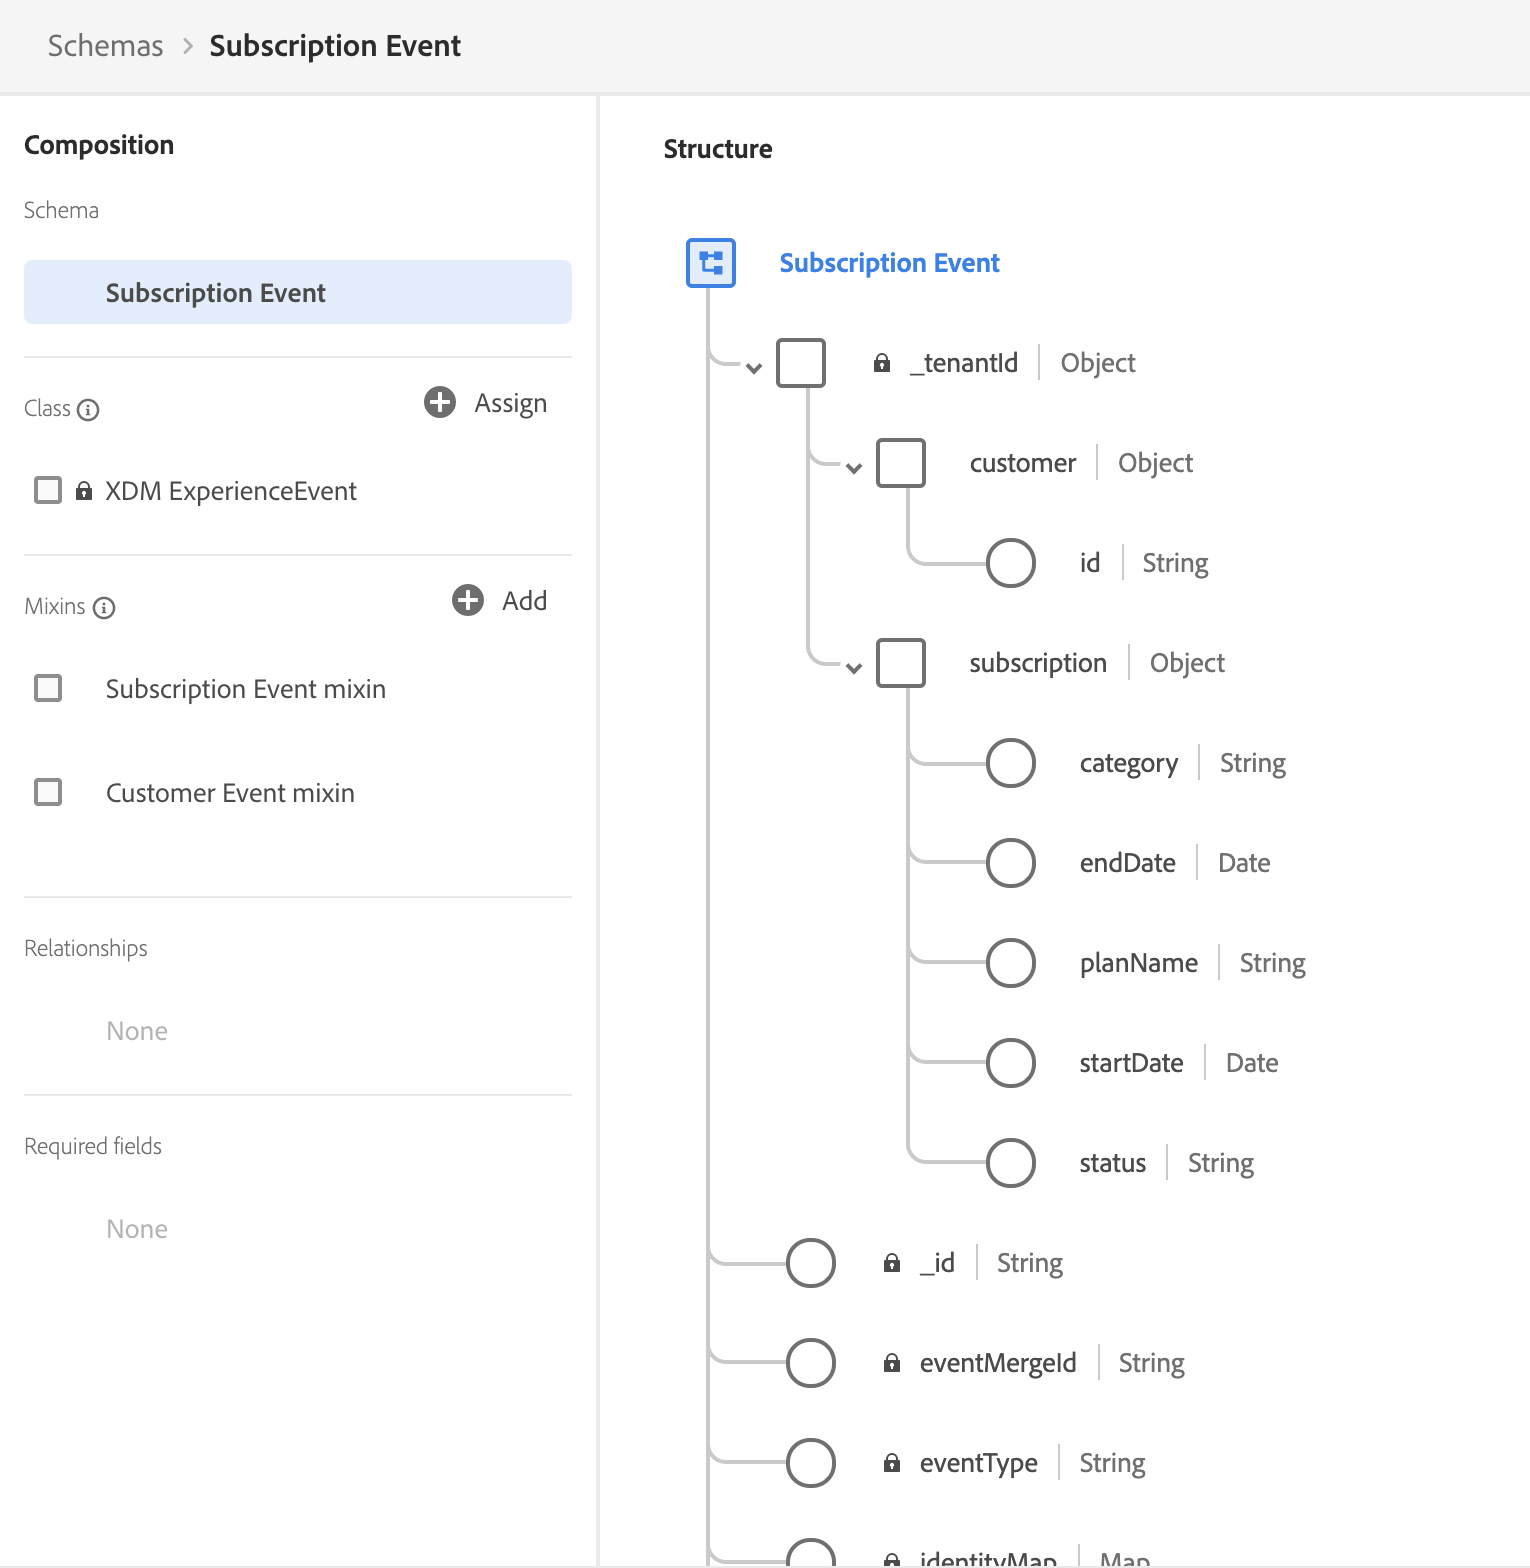 Schemas > Subscription Event
Composition
Schema
Subscription Event
Class
Assign
XDM ExperienceEvent
Mixins
Add
Subscription Event mixin
Customer Event mixin
Relationships
None
Required fields
None
Structure
Subscription Event
_tenantId | Object
customer | Object
id | String
subscription | Object
category | String
endDate | Date
planName | String
startDate | Date
status | String
_id | String
eventMergeId | String
eventType | String
identityMap | Map